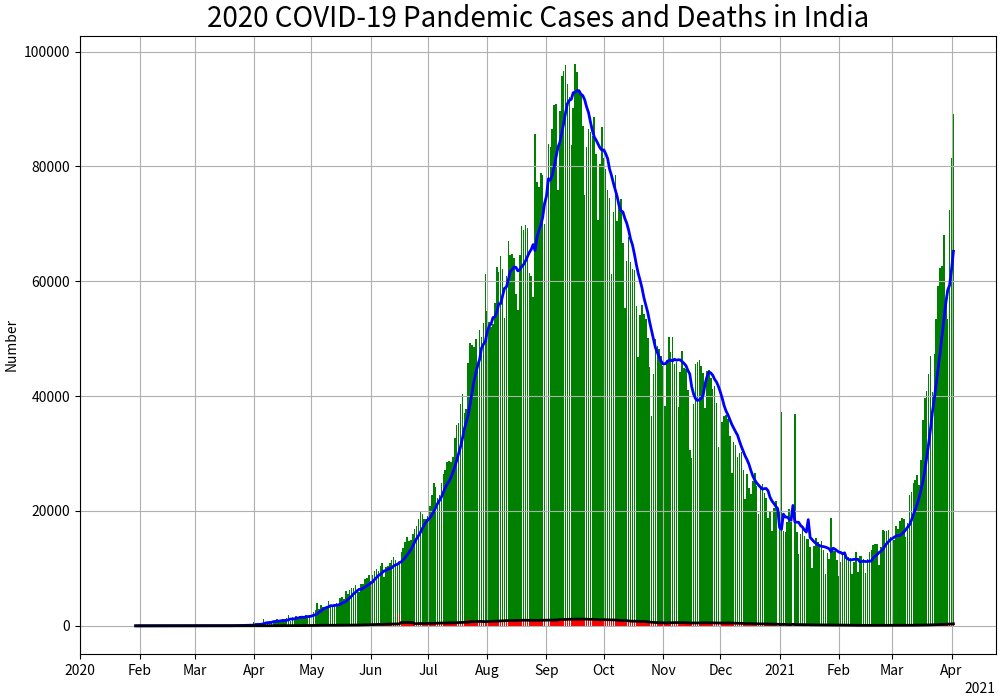 2020 COVID-19 Pandemic Cases and Deaths in India
Number
100000
80000
60000
40000
20000
0
2020 Feb Mar Apr May Jun Jul Aug Sep Oct Nov Dec 2021 Feb Mar Apr
2021